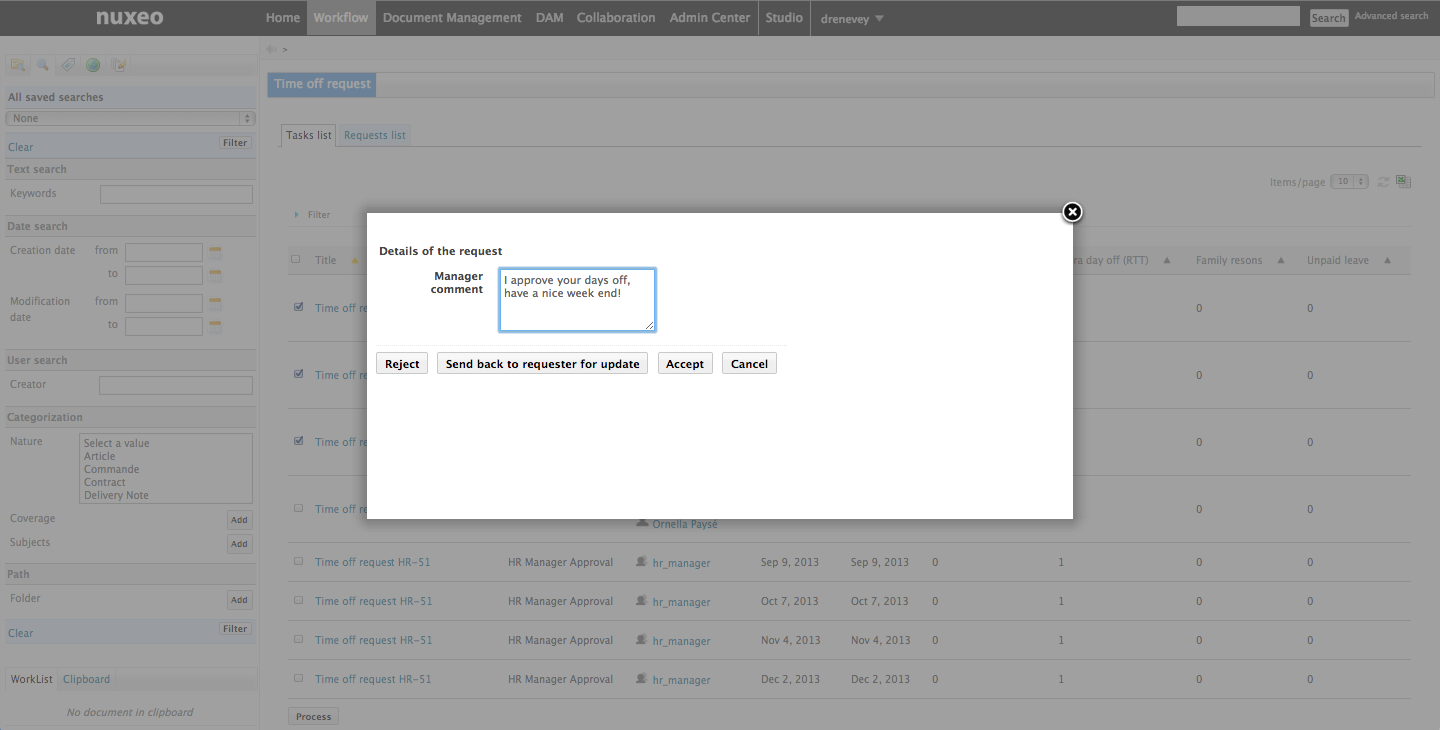 nuxeo
Home Workflow Document Management DAM Collaboration Admin Center Studio drenevey Search Advanced search
>
All saved searches
None
Clear Filter
Text search
Keywords
Date search
Creation date from
to
Modification date from
to
User search
Creator
Categorization
Nature
Select a value
Article
Commande
Contract
Delivery Note
Coverage Add
Subjects Add
Path
Folder Add
Clear Filter
WorkList Clipboard
No document in clipboard
Time off request
Tasks list Requests list
Items/page 10
Filter
Title ra day off (RTT) Family resons Unpaid leave
Time off re 0 0
Time off re 0 0
Time off re 0 0
Time off re 0 0
Ornella Paysé
Time off request HR-51 HR Manager Approval hr_manager Sep 9, 2013 Sep 9, 2013 0 1 0 0
Time off request HR-51 HR Manager Approval hr_manager Oct 7, 2013 Oct 7, 2013 0 1 0 0
Time off request HR-51 HR Manager Approval hr_manager Nov 4, 2013 Nov 4, 2013 0 1 0 0
Time off request HR-51 HR Manager Approval hr_manager Dec 2, 2013 Dec 2, 2013 0 1 0 0
Process
Details of the request
Manager
comment
I approve your days off,
have a nice week end!
Reject Send back to requester for update Accept Cancel